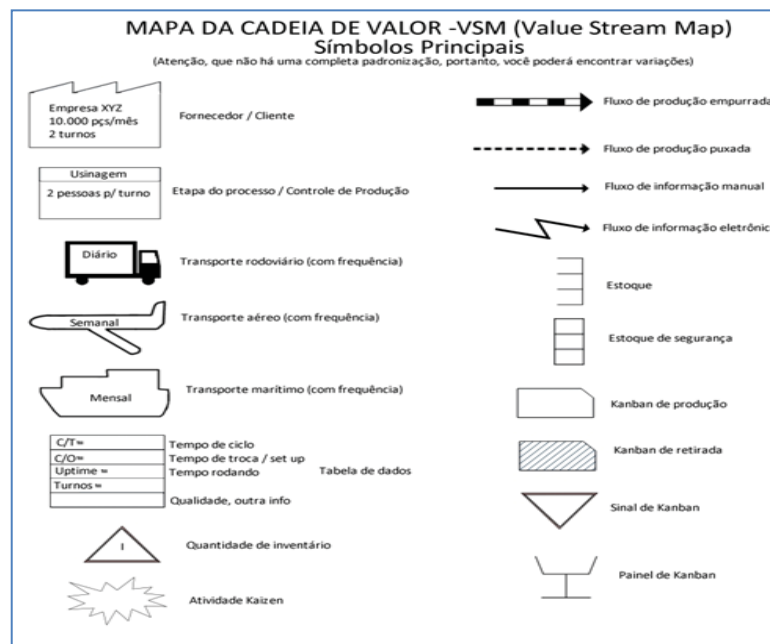 MAPA DA CADEIA DE VALOR -VSM (Value Stream Map)
Símbolos Principais
(Atenção, que não há uma completa padronização, portanto, você poderá encontrar variações)
Empresa XYZ
10.000 pçs/mês
2 turnos
Fornecedor / Cliente
Usinagem
2 pessoas p/ turno
Etapa do processo / Controle de Produção
Diário
Transporte rodoviário (com frequência)
Semanal
Transporte aéreo (com frequência)
Mensal
Transporte marítimo (com frequência)
C/T=
Tempo de ciclo
C/O=
Tempo de troca / set up
Uptime =
Tempo rodando
Tabela de dados
Turnos=
Qualidade, outra info
I
Quantidade de inventário
Atividade Kaizen
Fluxo de produção empurrada
Fluxo de produção puxada
Fluxo de informação manual
Fluxo de informação eletrônic
Estoque
Estoque de segurança
Kanban de produção
Kanban de retirada
Sinal de Kanban
Painel de Kanban